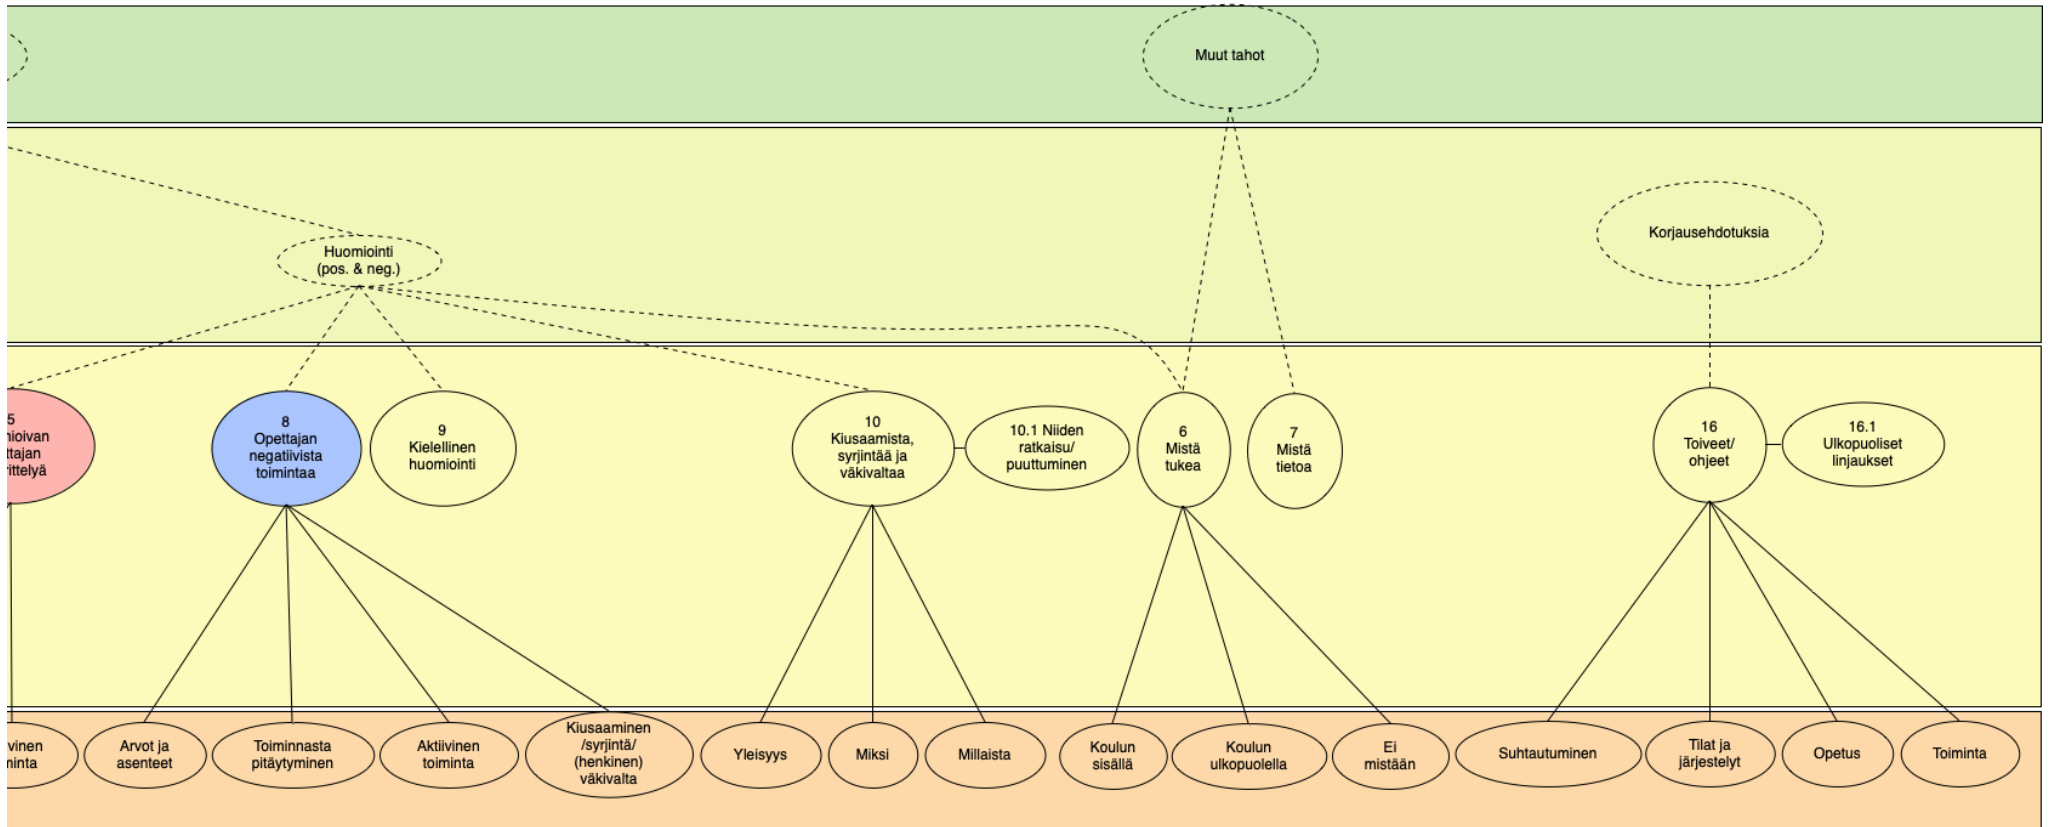 Muut tahot
Huomiointi
(pos. & neg.)
Korjausehdotuksia
5
8
Opettajan
negatiivista
toimintaa
9
Kielellinen
huomiointi
10
Kiusaamista,
syrjintää ja
väkivaltaa
10.1 Niiden
ratkaisu/
puuttuminen
6
Mistä
tukea
7
Mistä
tietoa
16
Toiveet/
ohjeet
16.1
Ulkopuoliset
linjaukset
Arvot ja
asenteet
Toiminnasta
pitäytyminen
Aktiivinen
toiminta
Kiusaaminen
/syrjintä/
(henkinen)
väkivalta
Yleisyys
Miksi
Millaista
Koulun
sisällä
Koulun
ulkopuolella
Ei
mistään
Suhtautuminen
Tilat ja
järjestelyt
Opetus
Toiminta